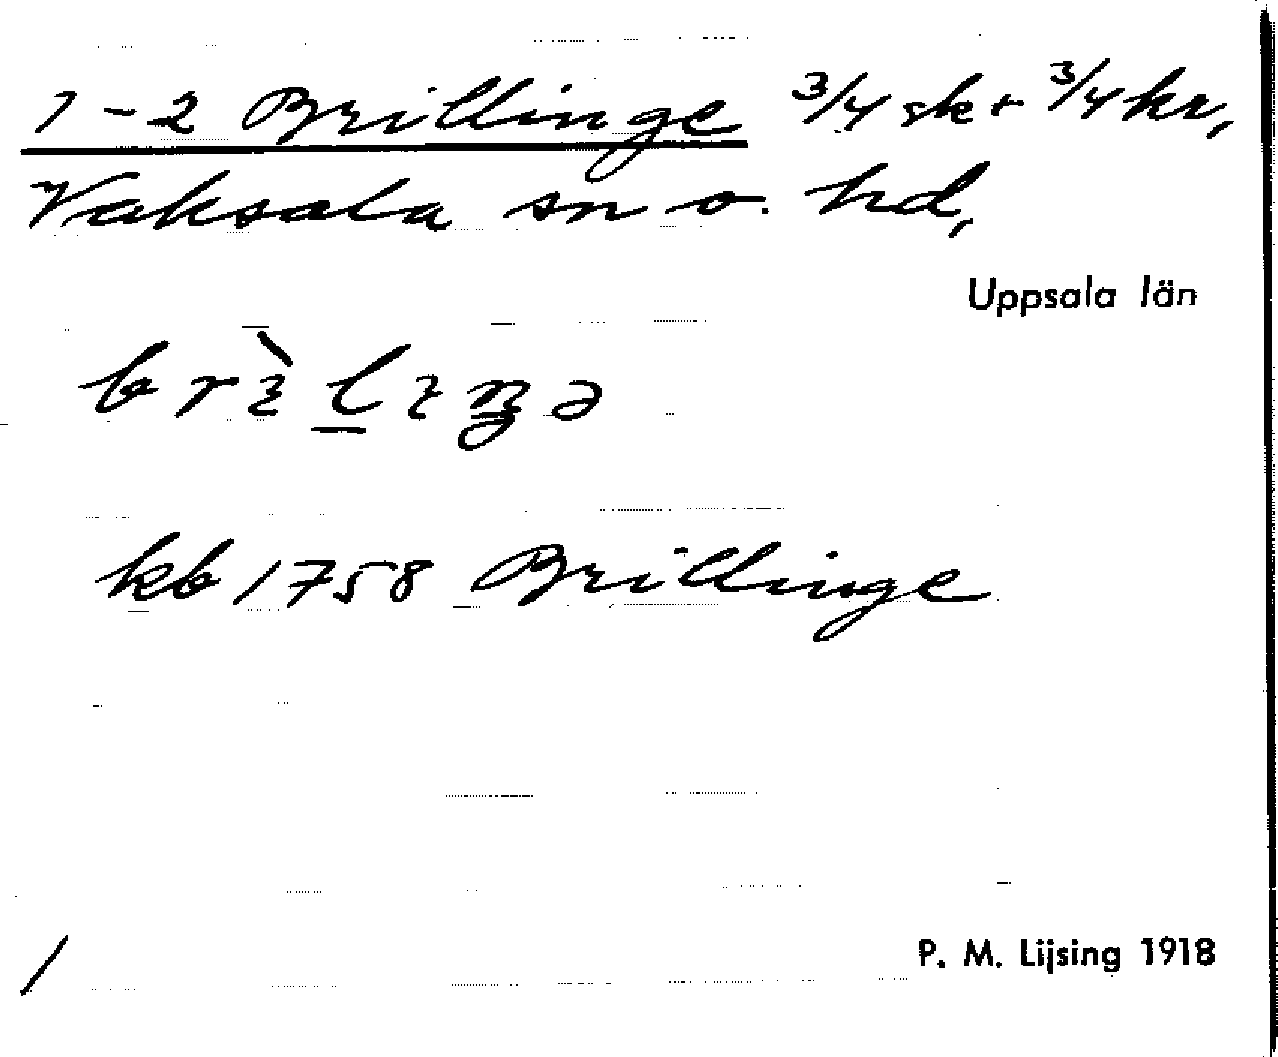 1-2 Brillinge 3/4 sk + 3/4 kr,
Vaksala sn o. hd,
Uppsala län
kb 1758 Brillinge
/
P. M. Lijsing 1918